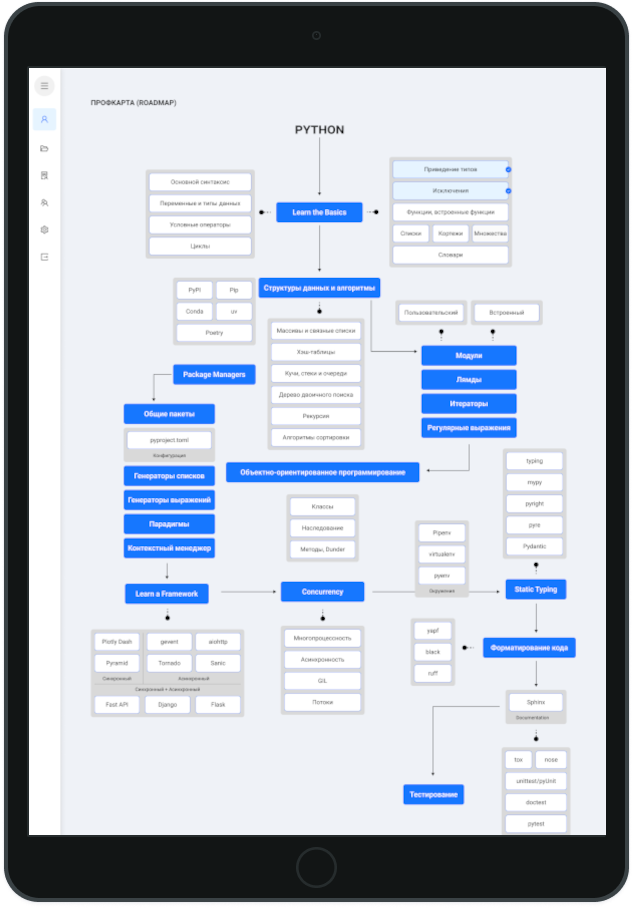 ПРОФКАРТА (ROADMAP)
PYTHON
Основной синтаксис
Переменные и типы данных
Условные операторы
Циклы
Learn the Basics
Приведение типов
Исключения
Функции, встроенные функции
Списки
Кортежи
Множества
Словари
PyPI
Pip
Conda
uv
Poetry
Структуры данных и алгоритмы
Массивы и связные списки
Хэш-таблицы
Кучи, стеки и очереди
Дерево двоичного поиска
Рекурсия
Алгоритмы сортировки
Пользовательский
Встроенный
Модули
Лямды
Итераторы
Регулярные выражения
Package Managers
Общие пакеты
pyproject.toml
Конфигурация
Генераторы списков
Генераторы выражений
Парадигмы
Контекстный менеджер
Объектно-ориентированное программирование
Классы
Наследование
Методы, Dunder
typing
mypy
pyright
pyre
Pydantic
Pipenv
virtualenv
pyenv
Окружения
Learn a Framework
Concurrency
Static Typing
Plotly Dash
gevent
aiohttp
Pyramid
Tornado
Sanic
Синхронный
Асинхронный
Синхронный + Асинхронный
Fast API
Django
Flask
Многопроцессность
Асинхронность
GIL
Потоки
yapf
black
ruff
Форматирование кода
Sphinx
Documentation
Тестирование
tox
nose
unittest/pyUnit
doctest
pytest